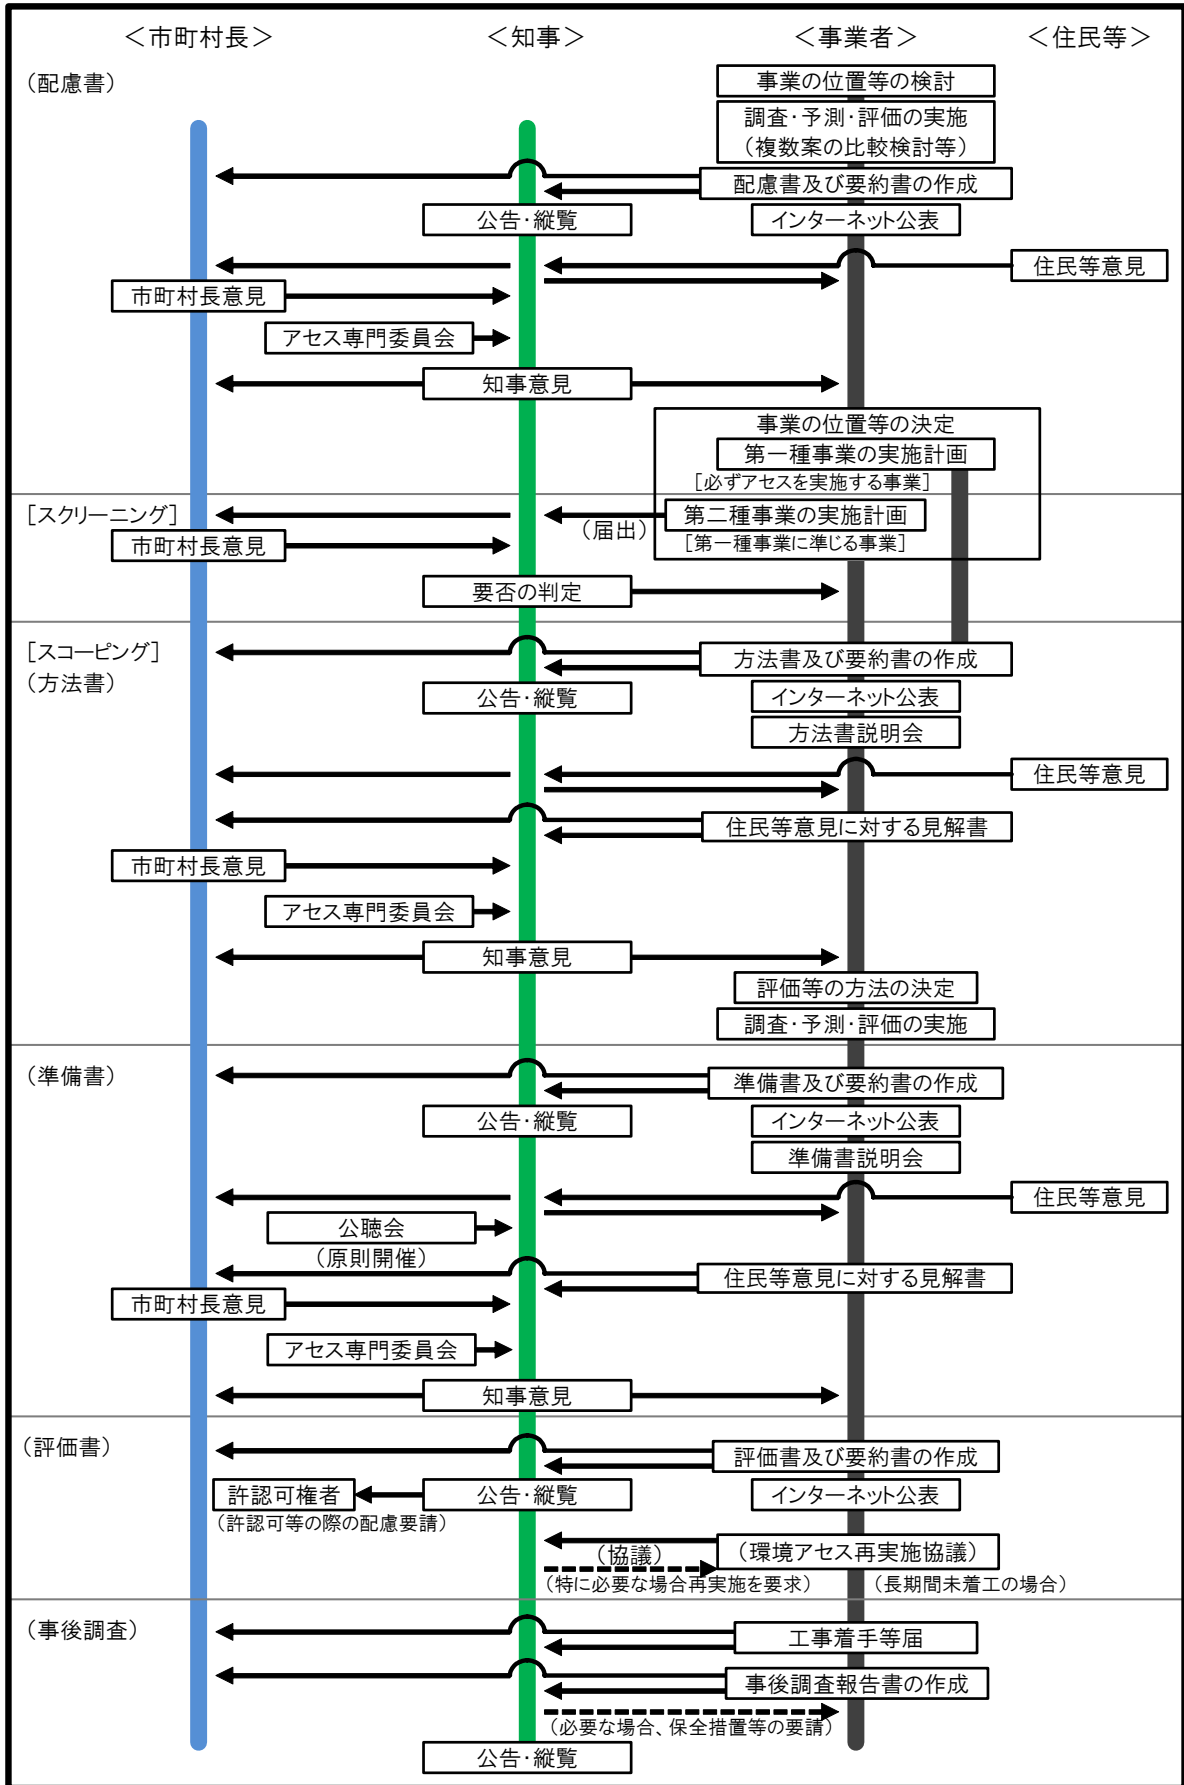 ＜市町村長＞ ＜知事＞ ＜事業者＞ ＜住民等＞
（配慮書）
事業の位置等の検討
調査・予測・評価の実施
（複数案の比較検討等）
配慮書及び要約書の作成
公告・縦覧 インターネット公表
住民等意見
市町村長意見
アセス専門委員会
知事意見
事業の位置等の決定
第一種事業の実施計画
［必ずアセスを実施する事業］
［スクリーニング］
（届出） 第二種事業の実施計画
市町村長意見 ［第一種事業に準じる事業］
要否の判定
［スコーピング］ 方法書及び要約書の作成
（方法書） 公告・縦覧 インターネット公表
方法書説明会
住民等意見
住民等意見に対する見解書
市町村長意見
アセス専門委員会
知事意見
評価等の方法の決定
調査・予測・評価の実施
（準備書） 準備書及び要約書の作成
公告・縦覧 インターネット公表
準備書説明会
住民等意見
公聴会
（原則開催）
住民等意見に対する見解書
市町村長意見
アセス専門委員会
知事意見
（評価書） 評価書及び要約書の作成
許認可権者 公告・縦覧 インターネット公表
（許認可等の際の配慮要請）
（協議） （環境アセス再実施協議）
（特に必要な場合再実施を要求） （長期間未着工の場合）
（事後調査） 工事着手等届
事後調査報告書の作成
（必要な場合、保全措置等の要請）
公告・縦覧